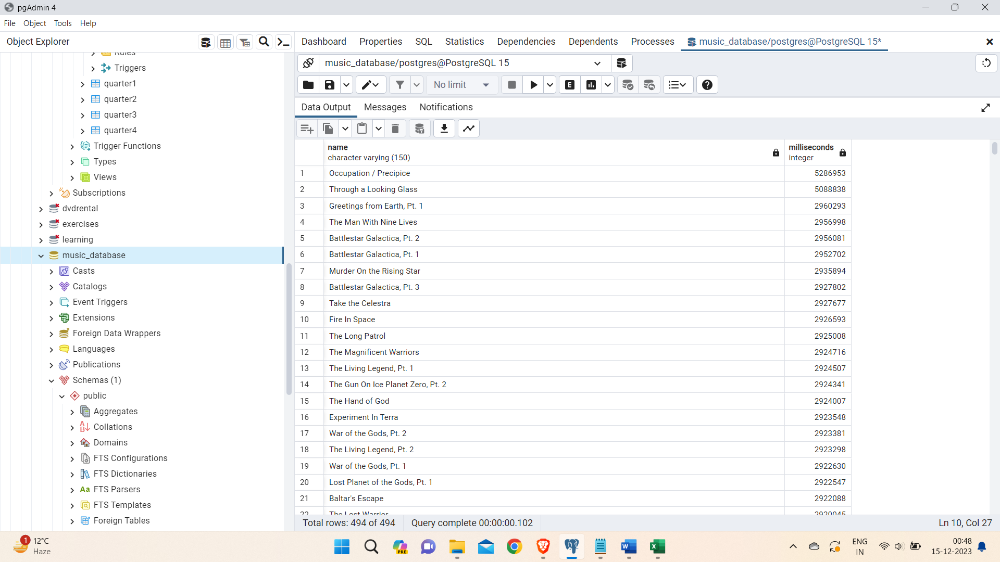 pgAdmin 4
File Object Tools Help
Object Explorer
Dashboard Properties SQL Statistics Dependencies Dependents Processes music_database/postgres@PostgreSQL 15*
Rules
Triggers
quarter1
quarter2
quarter3
quarter4
Trigger Functions
Types
Views
Subscriptions
dvdrental
exercises
learning
music_database
Casts
Catalogs
Event Triggers
Extensions
Foreign Data Wrappers
Languages
Publications
Schemas (1)
public
Aggregates
Collations
Domains
FTS Configurations
FTS Dictionaries
Aa FTS Parsers
FTS Templates
Foreign Tables
music_database/postgres@PostgreSQL 15
No limit
E
Data Output Messages Notifications
name milliseconds
character varying (150) integer
1 Occupation / Precipice 5286953
2 Through a Looking Glass 5088838
3 Greetings from Earth, Pt. 1 2960293
4 The Man With Nine Lives 2956998
5 Battlestar Galactica, Pt. 2 2956081
6 Battlestar Galactica, Pt. 1 2952702
7 Murder On the Rising Star 2935894
8 Battlestar Galactica, Pt. 3 2927802
9 Take the Celestra 2927677
10 Fire In Space 2926593
11 The Long Patrol 2925008
12 The Magnificent Warriors 2924716
13 The Living Legend, Pt. 1 2924507
14 The Gun On Ice Planet Zero, Pt. 2 2924341
15 The Hand of God 2924007
16 Experiment In Terra 2923548
17 War of the Gods, Pt. 2 2923381
18 The Living Legend, Pt. 2 2923298
19 War of the Gods, Pt. 1 2922630
20 Lost Planet of the Gods, Pt. 1 2922547
21 Baltar's Escape 2922088
22 The Lost Warrior 2920045
Total rows: 494 of 494 Query complete 00:00:00.102 Ln 10, Col 27
1 12°C
Haze
PRE
ENG
IN
00:48
15-12-2023